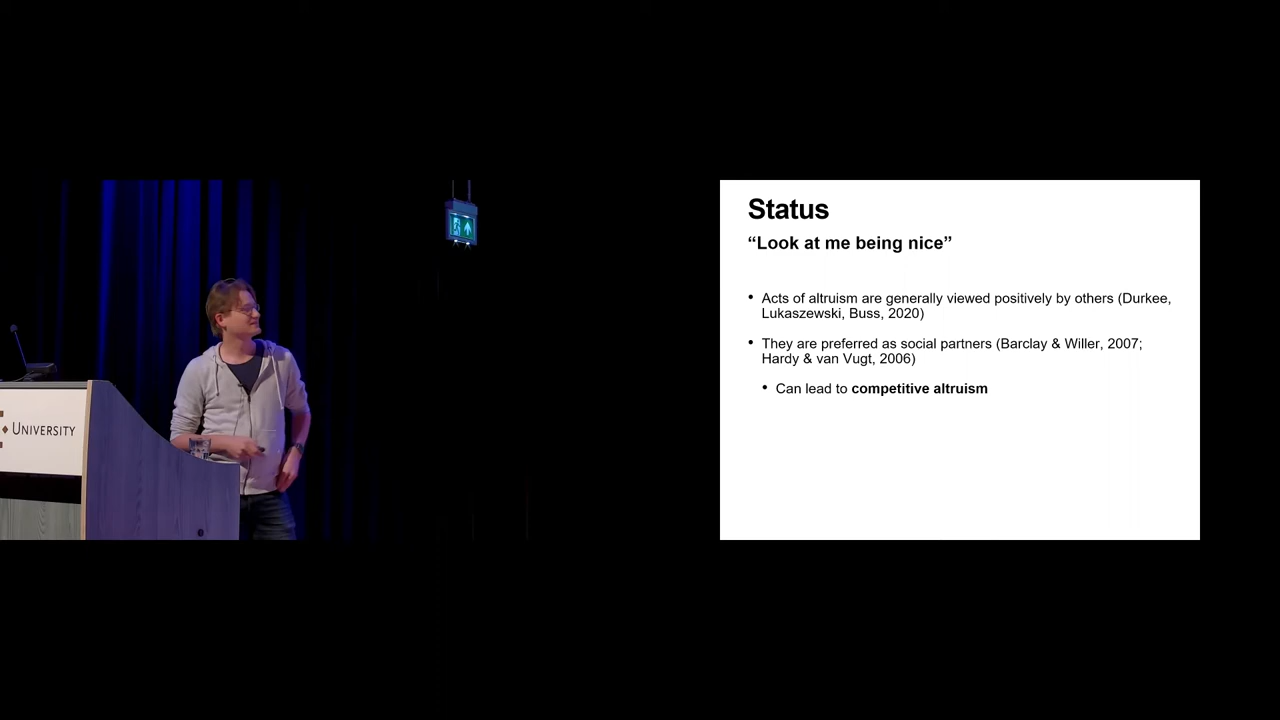 UNIVERSITY
Status
“Look at me being nice”
• Acts of altruism are generally viewed positively by others (Durkee,
Lukaszewski, Buss, 2020)
• They are preferred as social partners (Barclay & Willer, 2007;
Hardy & van Vugt, 2006)
• Can lead to competitive altruism